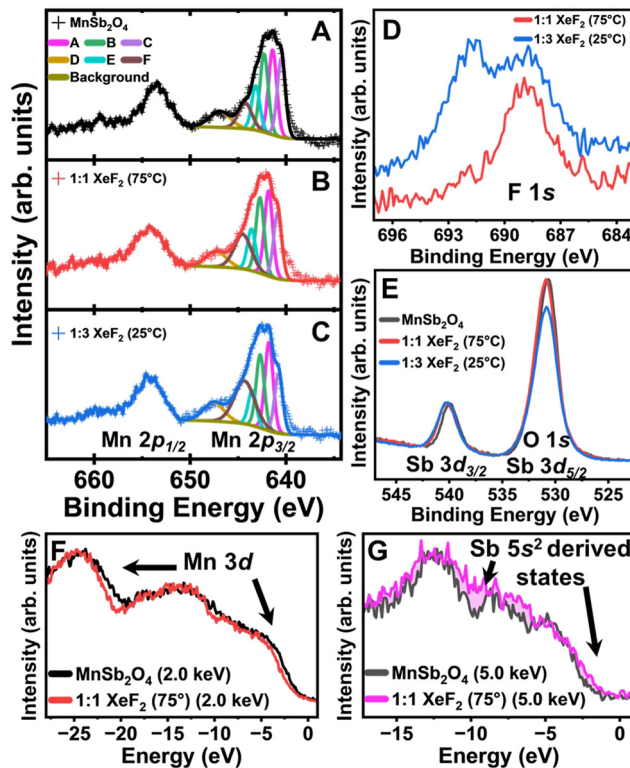 MnSb₂O₄
A B C
D E F
Background
A
Intensity (arb. units)
1:1 XeF₂ (75°C)
B
1:3 XeF₂ (25°C)
C
Mn 2p₁/₂ Mn 2p₃/₂
660 650 640
Binding Energy (eV)
D
1:1 XeF₂ (75°C)
1:3 XeF₂ (25°C)
Intensity (arb. units)
F 1s
696 693 690 687 684
Binding Energy (eV)
E
MnSb₂O₄
1:1 XeF₂ (75°C)
1:3 XeF₂ (25°C)
Intensity (arb. units)
O 1s
Sb 3d₃/₂ Sb 3d₅/₂
545 540 535 530 525
Binding Energy (eV)
F
Mn 3d
Intensity (arb. units)
MnSb₂O₄ (2.0 keV)
1:1 XeF₂ (75°) (2.0 keV)
−25 −20 −15 −10 −5 0
Energy (eV)
G
Sb 5s² derived
states
Intensity (arb. units)
MnSb₂O₄ (5.0 keV)
1:1 XeF₂ (75°) (5.0 keV)
−15 −10 −5 0
Energy (eV)